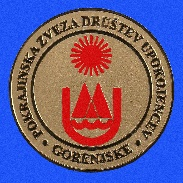 POKRAJINSKA ZVEZA DRUŠTEV UPOKOJENCEV
· GORENJSKE ·